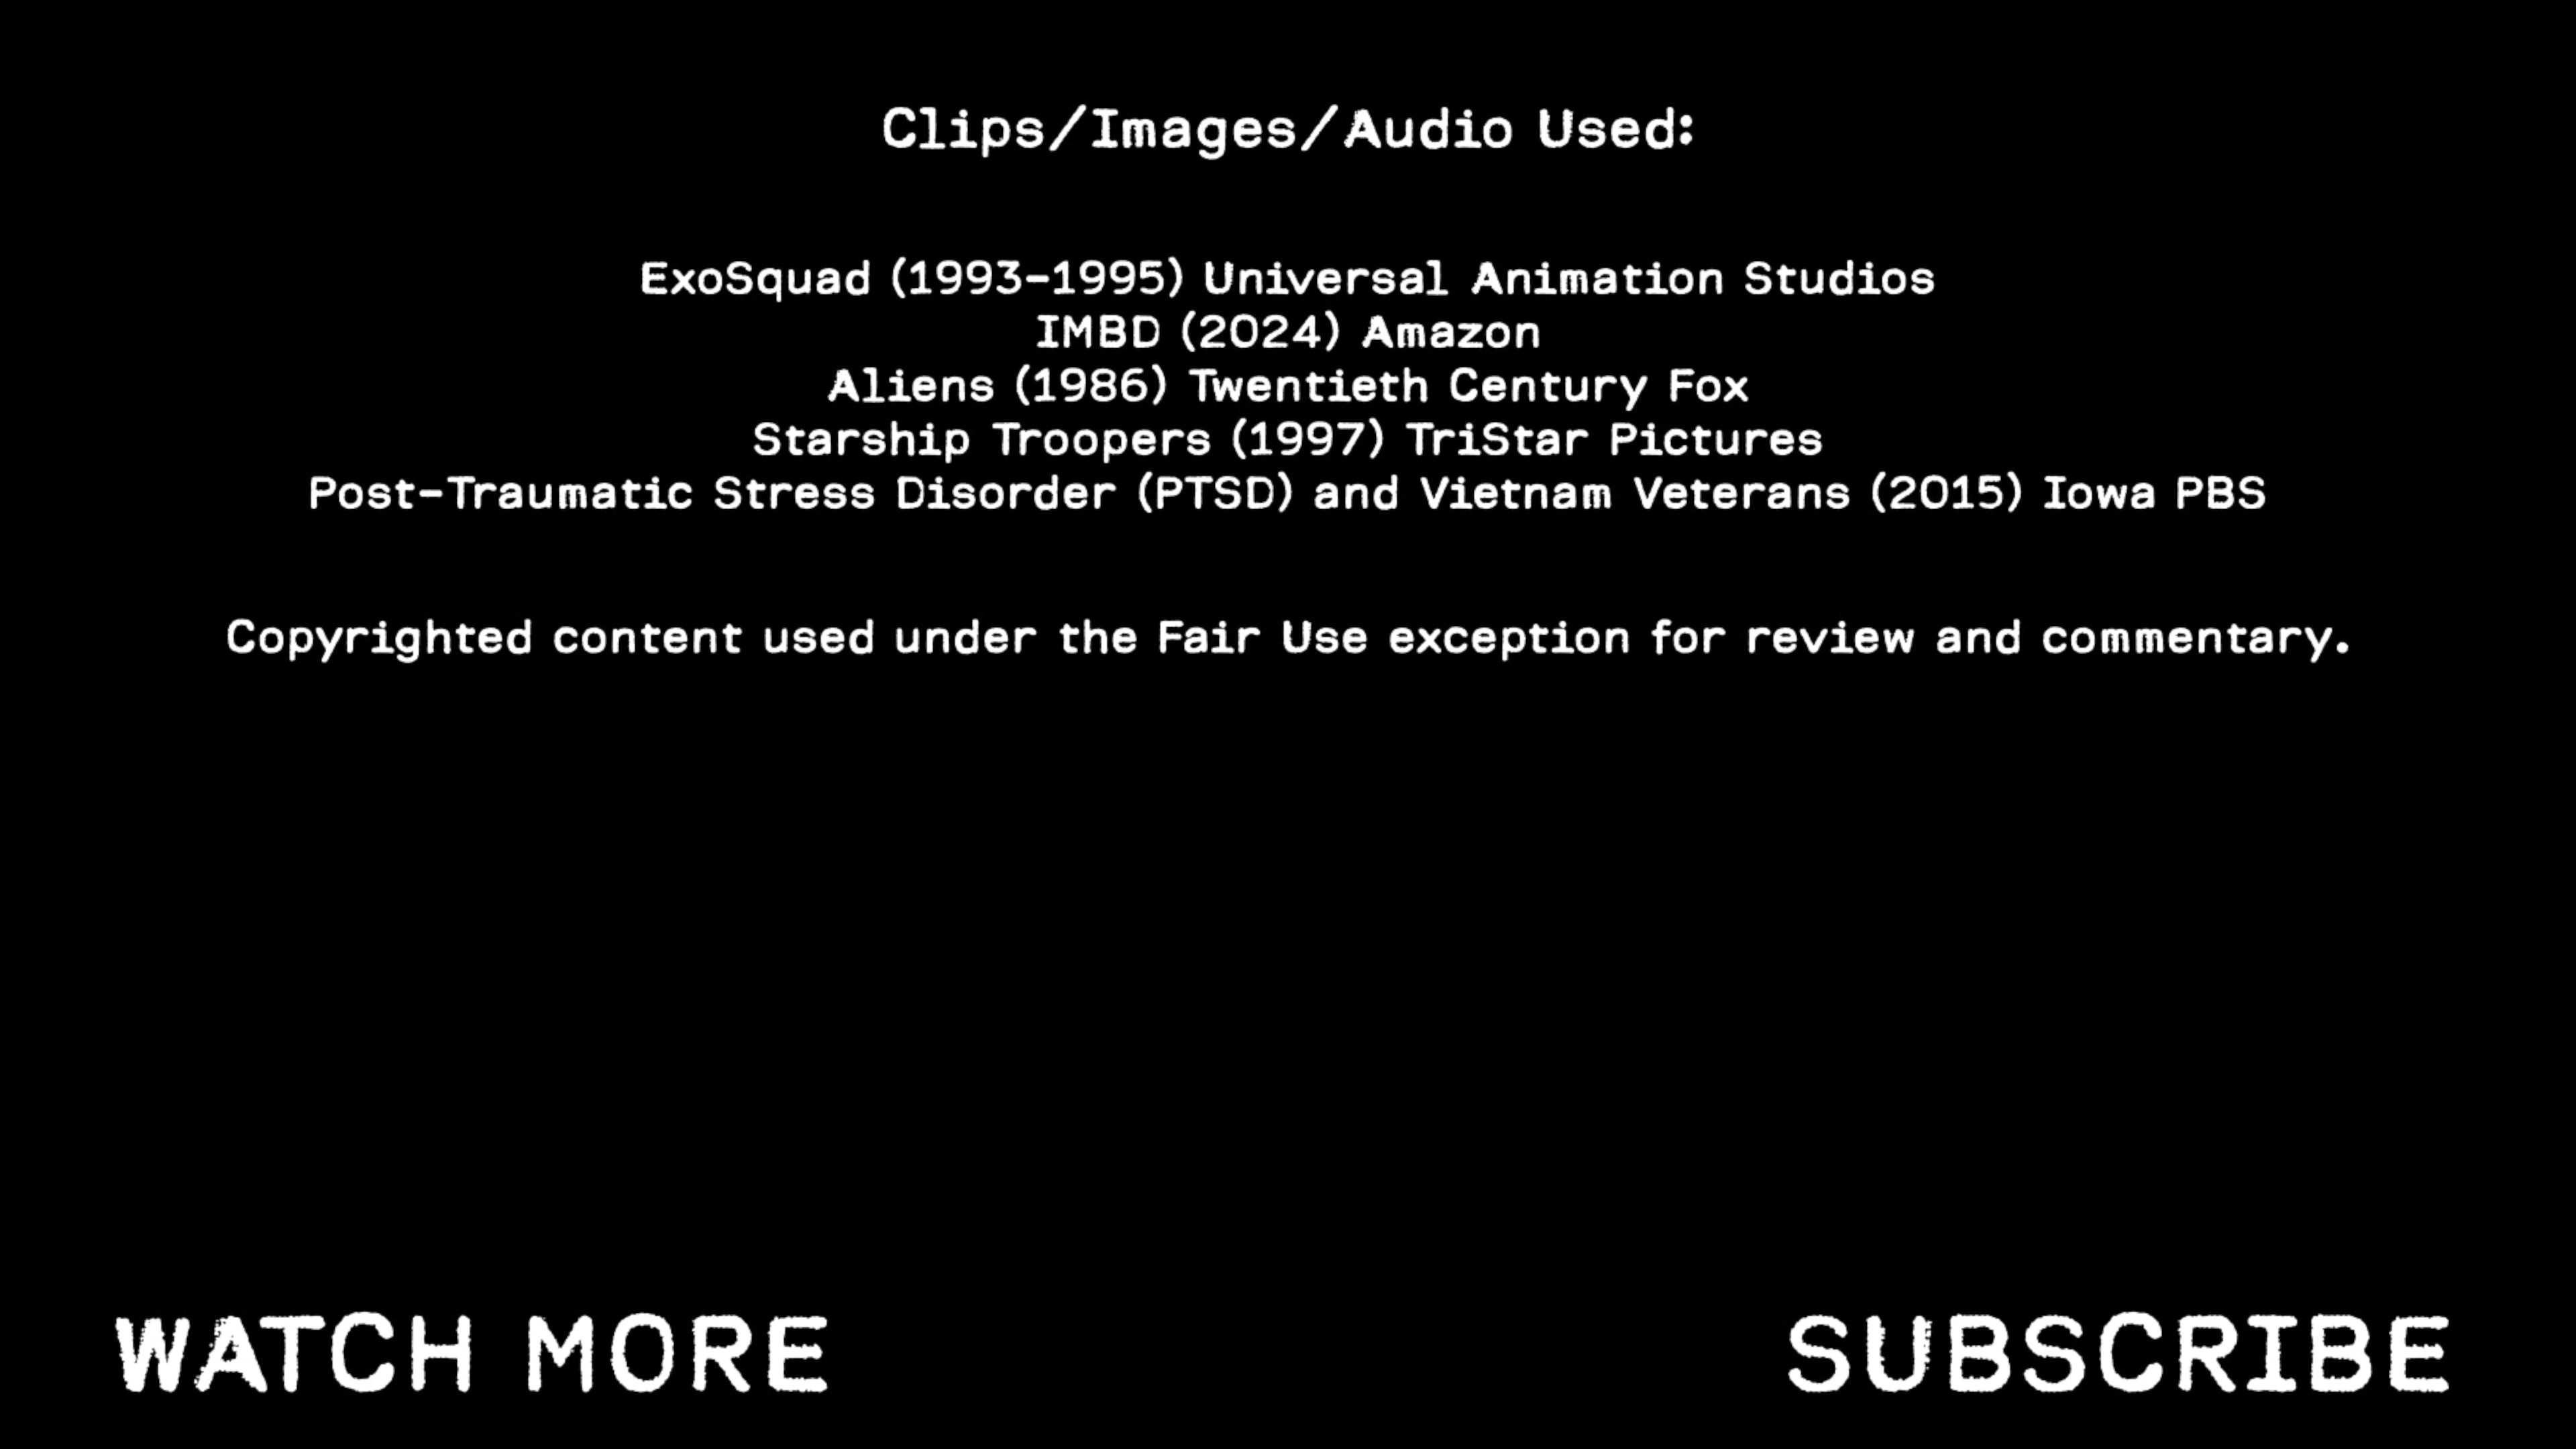 Clips/Images/Audio Used:
ExoSquad (1993-1995) Universal Animation Studios
IMBD (2024) Amazon
Aliens (1986) Twentieth Century Fox
Starship Troopers (1997) TriStar Pictures
Post-Traumatic Stress Disorder (PTSD) and Vietnam Veterans (2015) Iowa PBS
Copyrighted content used under the Fair Use exception for review and commentary.
WATCH MORE
SUBSCRIBE